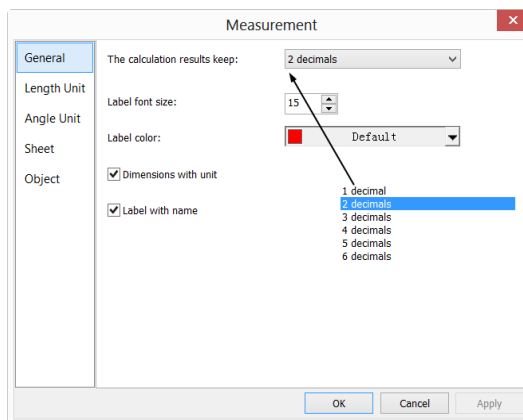 Measurement
General
Length Unit
Angle Unit
Sheet
Object
The calculation results keep: 2 decimals
Label font size: 15
Label color: Default
Dimensions with unit
Label with name
1 decimal
2 decimals
3 decimals
4 decimals
5 decimals
6 decimals
OK Cancel Apply